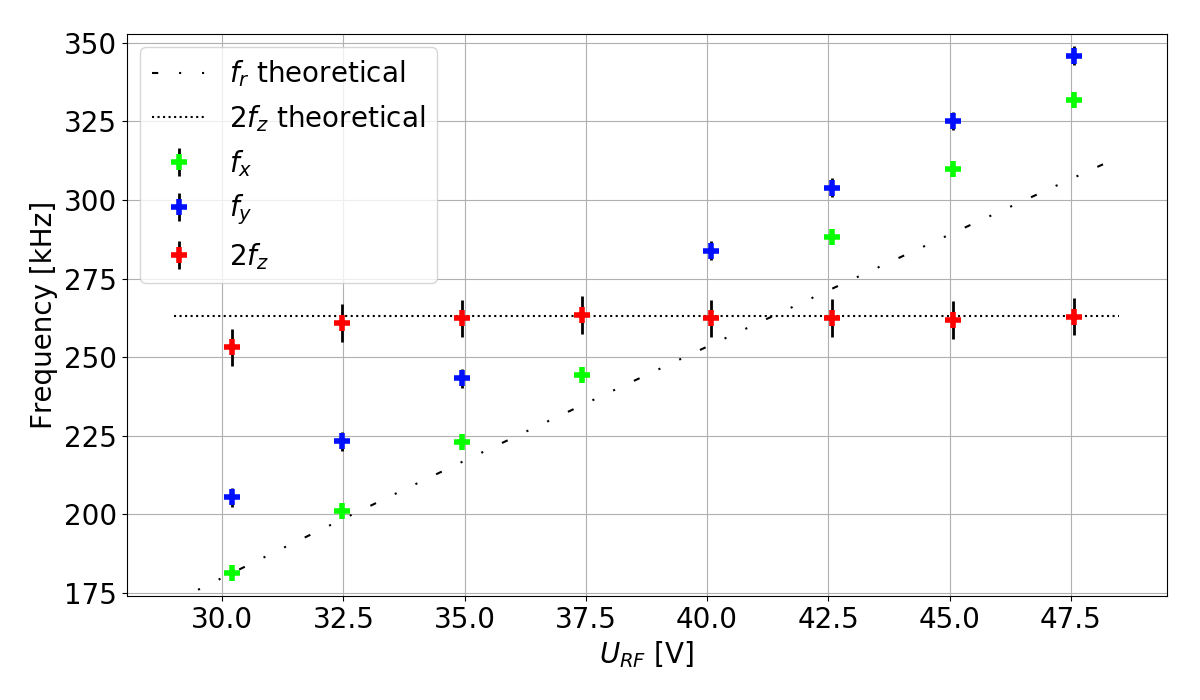 350
325
300
275
250
225
200
175
Frequency [kHz]
f_r theoretical
2f_z theoretical
f_x
f_y
2f_z
30.0 32.5 35.0 37.5 40.0 42.5 45.0 47.5
U_RF [V]